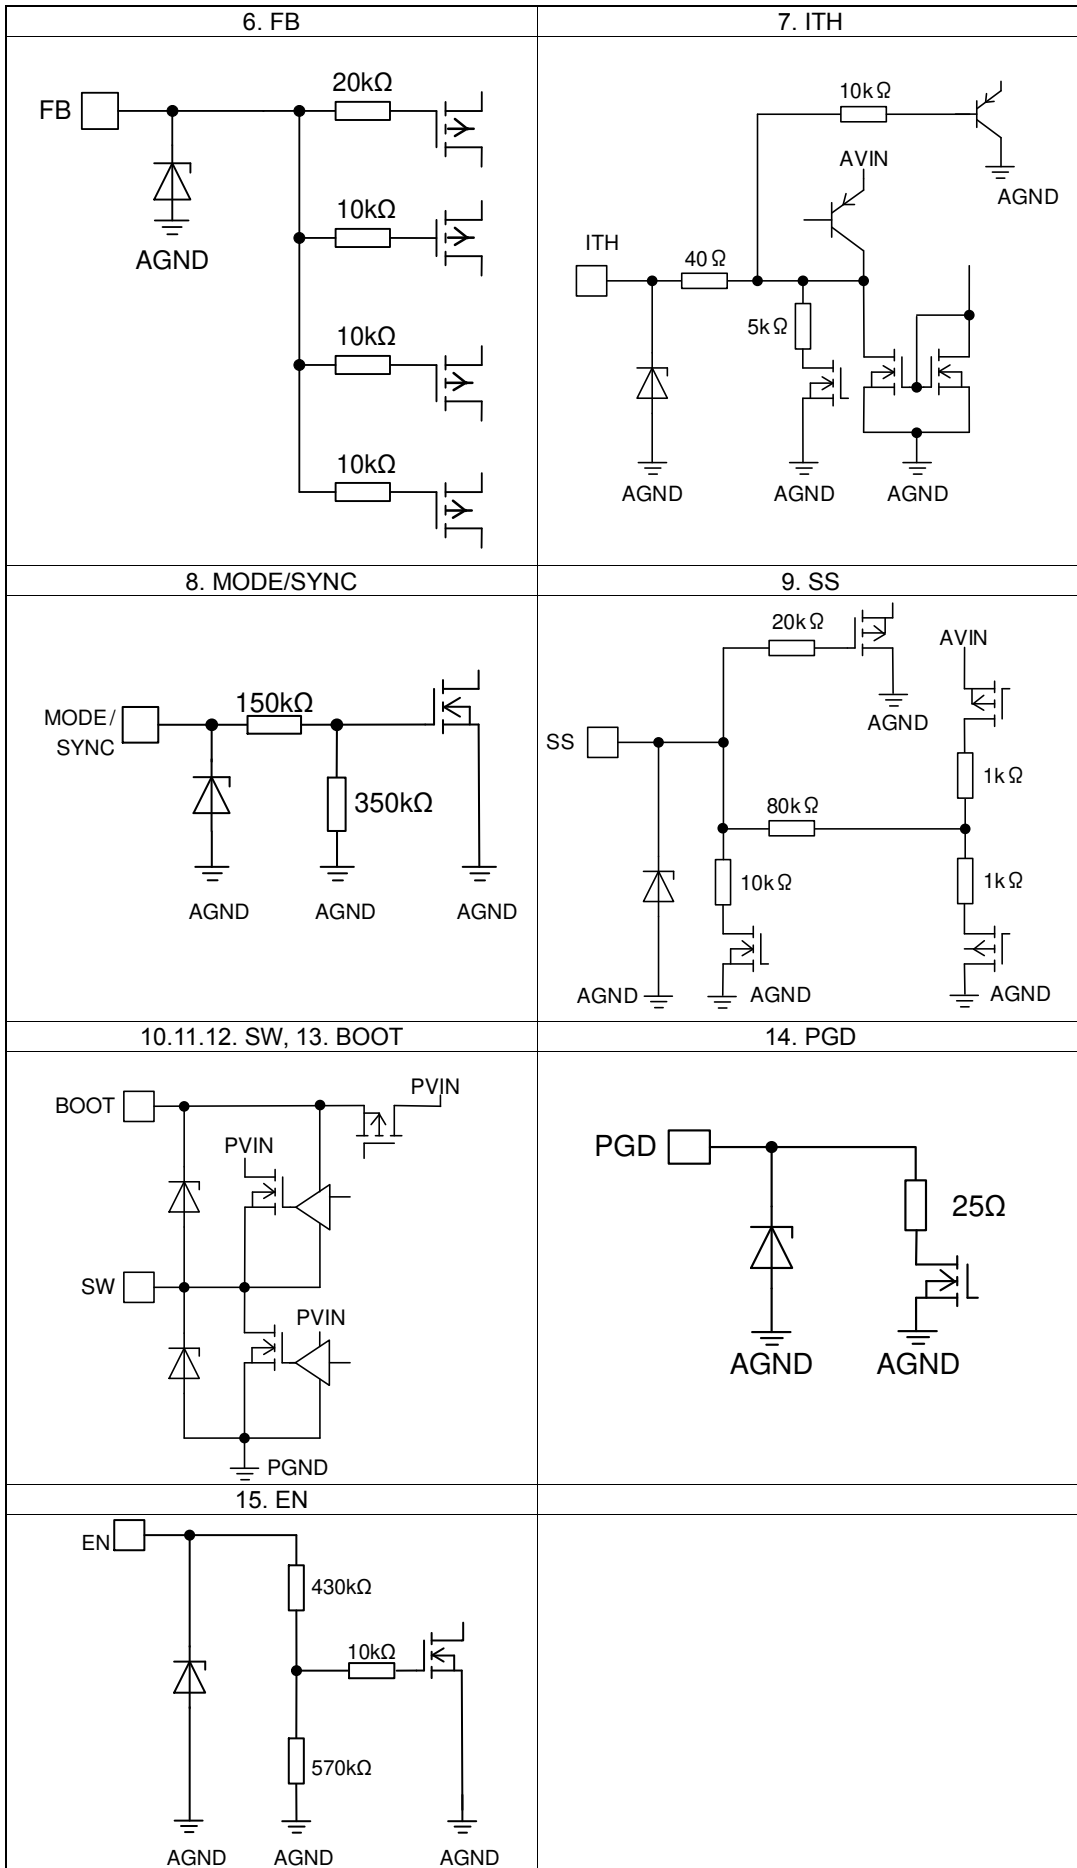 6. FB
7. ITH
20kΩ
FB
10kΩ
AGND
10kΩ
10kΩ
10kΩ
AVIN
AGND
ITH
40Ω
5kΩ
AGND
AGND
AGND
8. MODE/SYNC
9. SS
MODE/
SYNC
150kΩ
350kΩ
AGND
AGND
AGND
20kΩ
AVIN
AGND
SS
1kΩ
80kΩ
10kΩ
1kΩ
AGND
AGND
AGND
10.11.12. SW, 13. BOOT
14. PGD
BOOT
PVIN
PVIN
SW
PVIN
PGND
PGD
25Ω
AGND
AGND
15. EN
EN
430kΩ
10kΩ
570kΩ
AGND
AGND
AGND